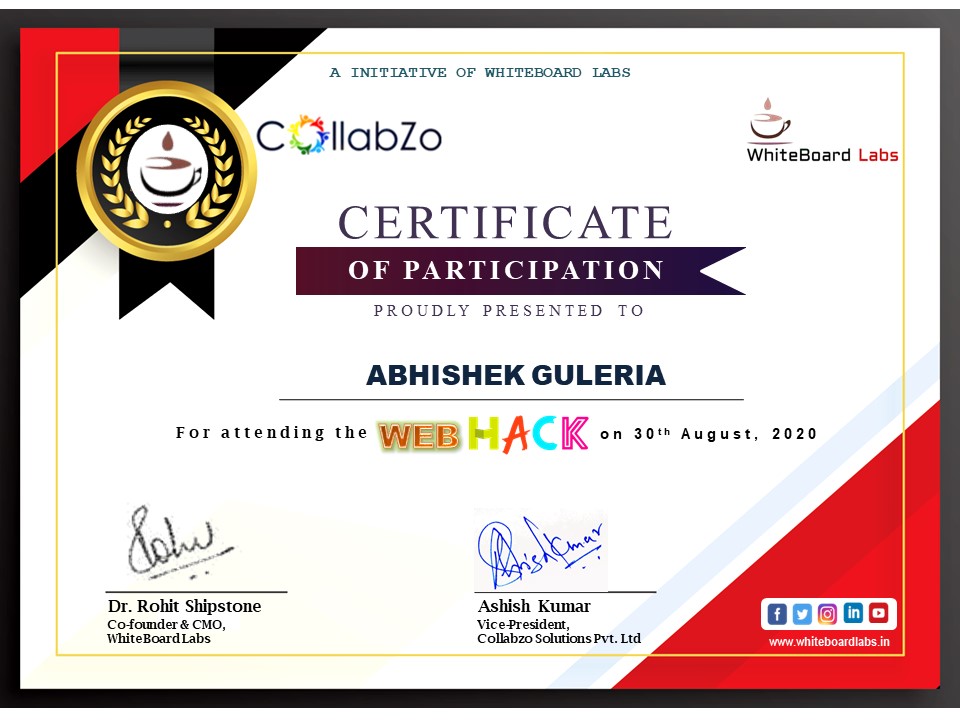 A INITIATIVE OF WHITEBOARD LABS
CollabZo
WhiteBoard Labs
CERTIFICATE
OF PARTICIPATION
PROUDLY PRESENTED TO
ABHISHEK GULERIA
For attending the WEB HACK on 30th August, 2020
Rohit
Ashish Kumar
Dr. Rohit Shipstone
Co-founder & CMO,
WhiteBoard Labs
Ashish Kumar
Vice-President,
Collabzo Solutions Pvt. Ltd
www.whiteboardlabs.in